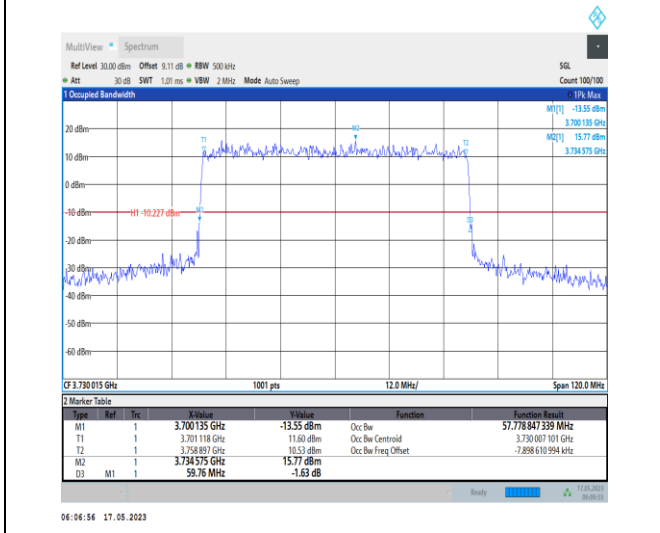 MultiView Spectrum
Ref Level 30.00 dBm Offset 9.11 dB RBW 500 kHz SGL
Att 30 dB SWT 1.01 ms VBW 2 MHz Mode Auto Sweep Count 100/100
1 Occupied Bandwidth 1Pk Max
M1[1] -13.55 dBm
3.700 135 GHz
M2[1] 15.77 dBm
3.734 575 GHz
20 dBm
T1
M2
T2
10 dBm
0 dBm
-10 dBm
H1 -10.227 dBm
M1
D3
-20 dBm
-30 dBm
-40 dBm
-50 dBm
-60 dBm
CF 3.730 015 GHz 1001 pts 12.0 MHz/ Span 120.0 MHz
2 Marker Table
Type Ref Trc X-Value Y-Value Function Function Result
M1 1 3.700 135 GHz -13.55 dBm Occ Bw 57.778 847 339 MHz
T1 1 3.701 118 GHz 11.60 dBm Occ Bw Centroid 3.730 007 101 GHz
T2 1 3.758 897 GHz 10.53 dBm Occ Bw Freq Offset -7.898 610 994 kHz
M2 1 3.734 575 GHz 15.77 dBm
D3 M1 1 59.76 MHz -1.63 dB
Ready 17.05.2023
06:06:55
06:06:56 17.05.2023